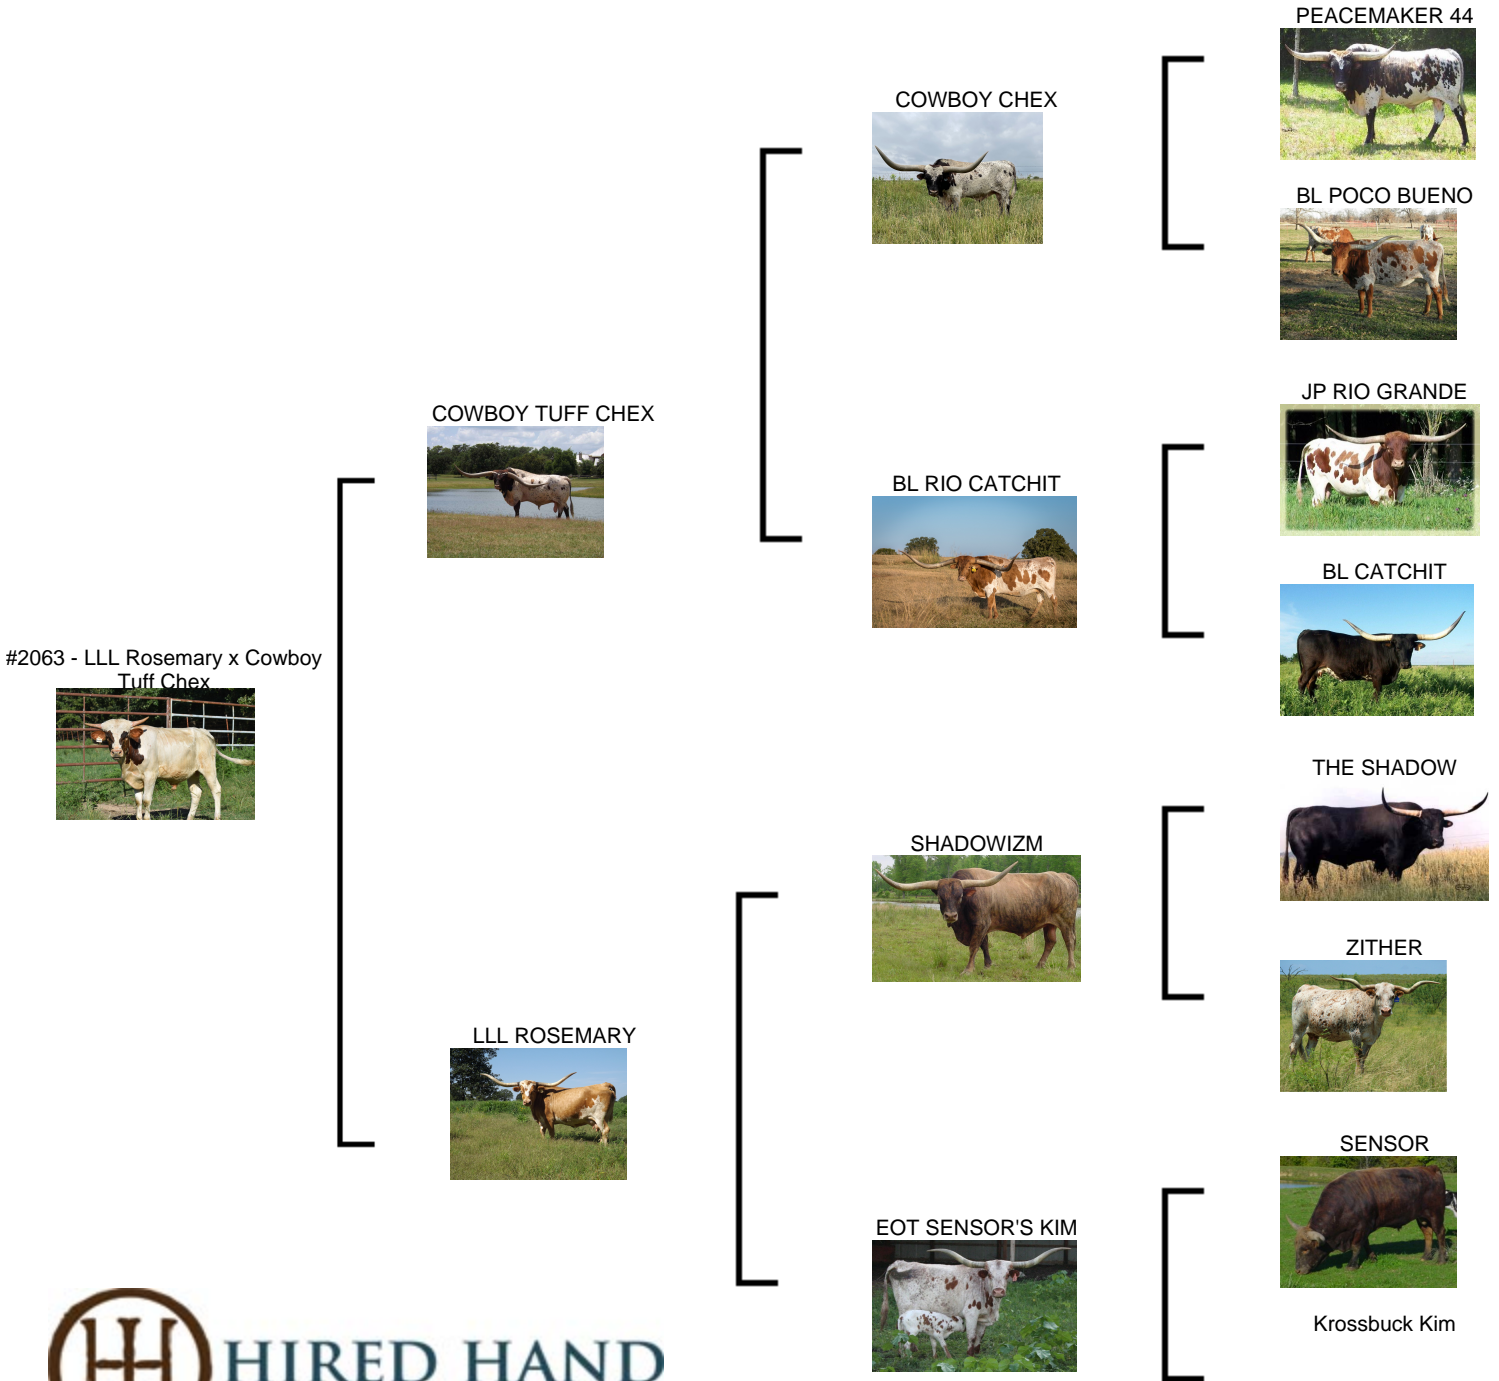 PEACEMAKER 44
COWBOY CHEX
BL POCO BUENO
JP RIO GRANDE
COWBOY TUFF CHEX
BL RIO CATCHIT
BL CATCHIT
#2063 - LLL Rosemary x Cowboy
Tuff Chex
THE SHADOW
SHADOWIZM
ZITHER
LLL ROSEMARY
SENSOR
EOT SENSOR'S KIM
Krossbuck Kim
HIRED HAND